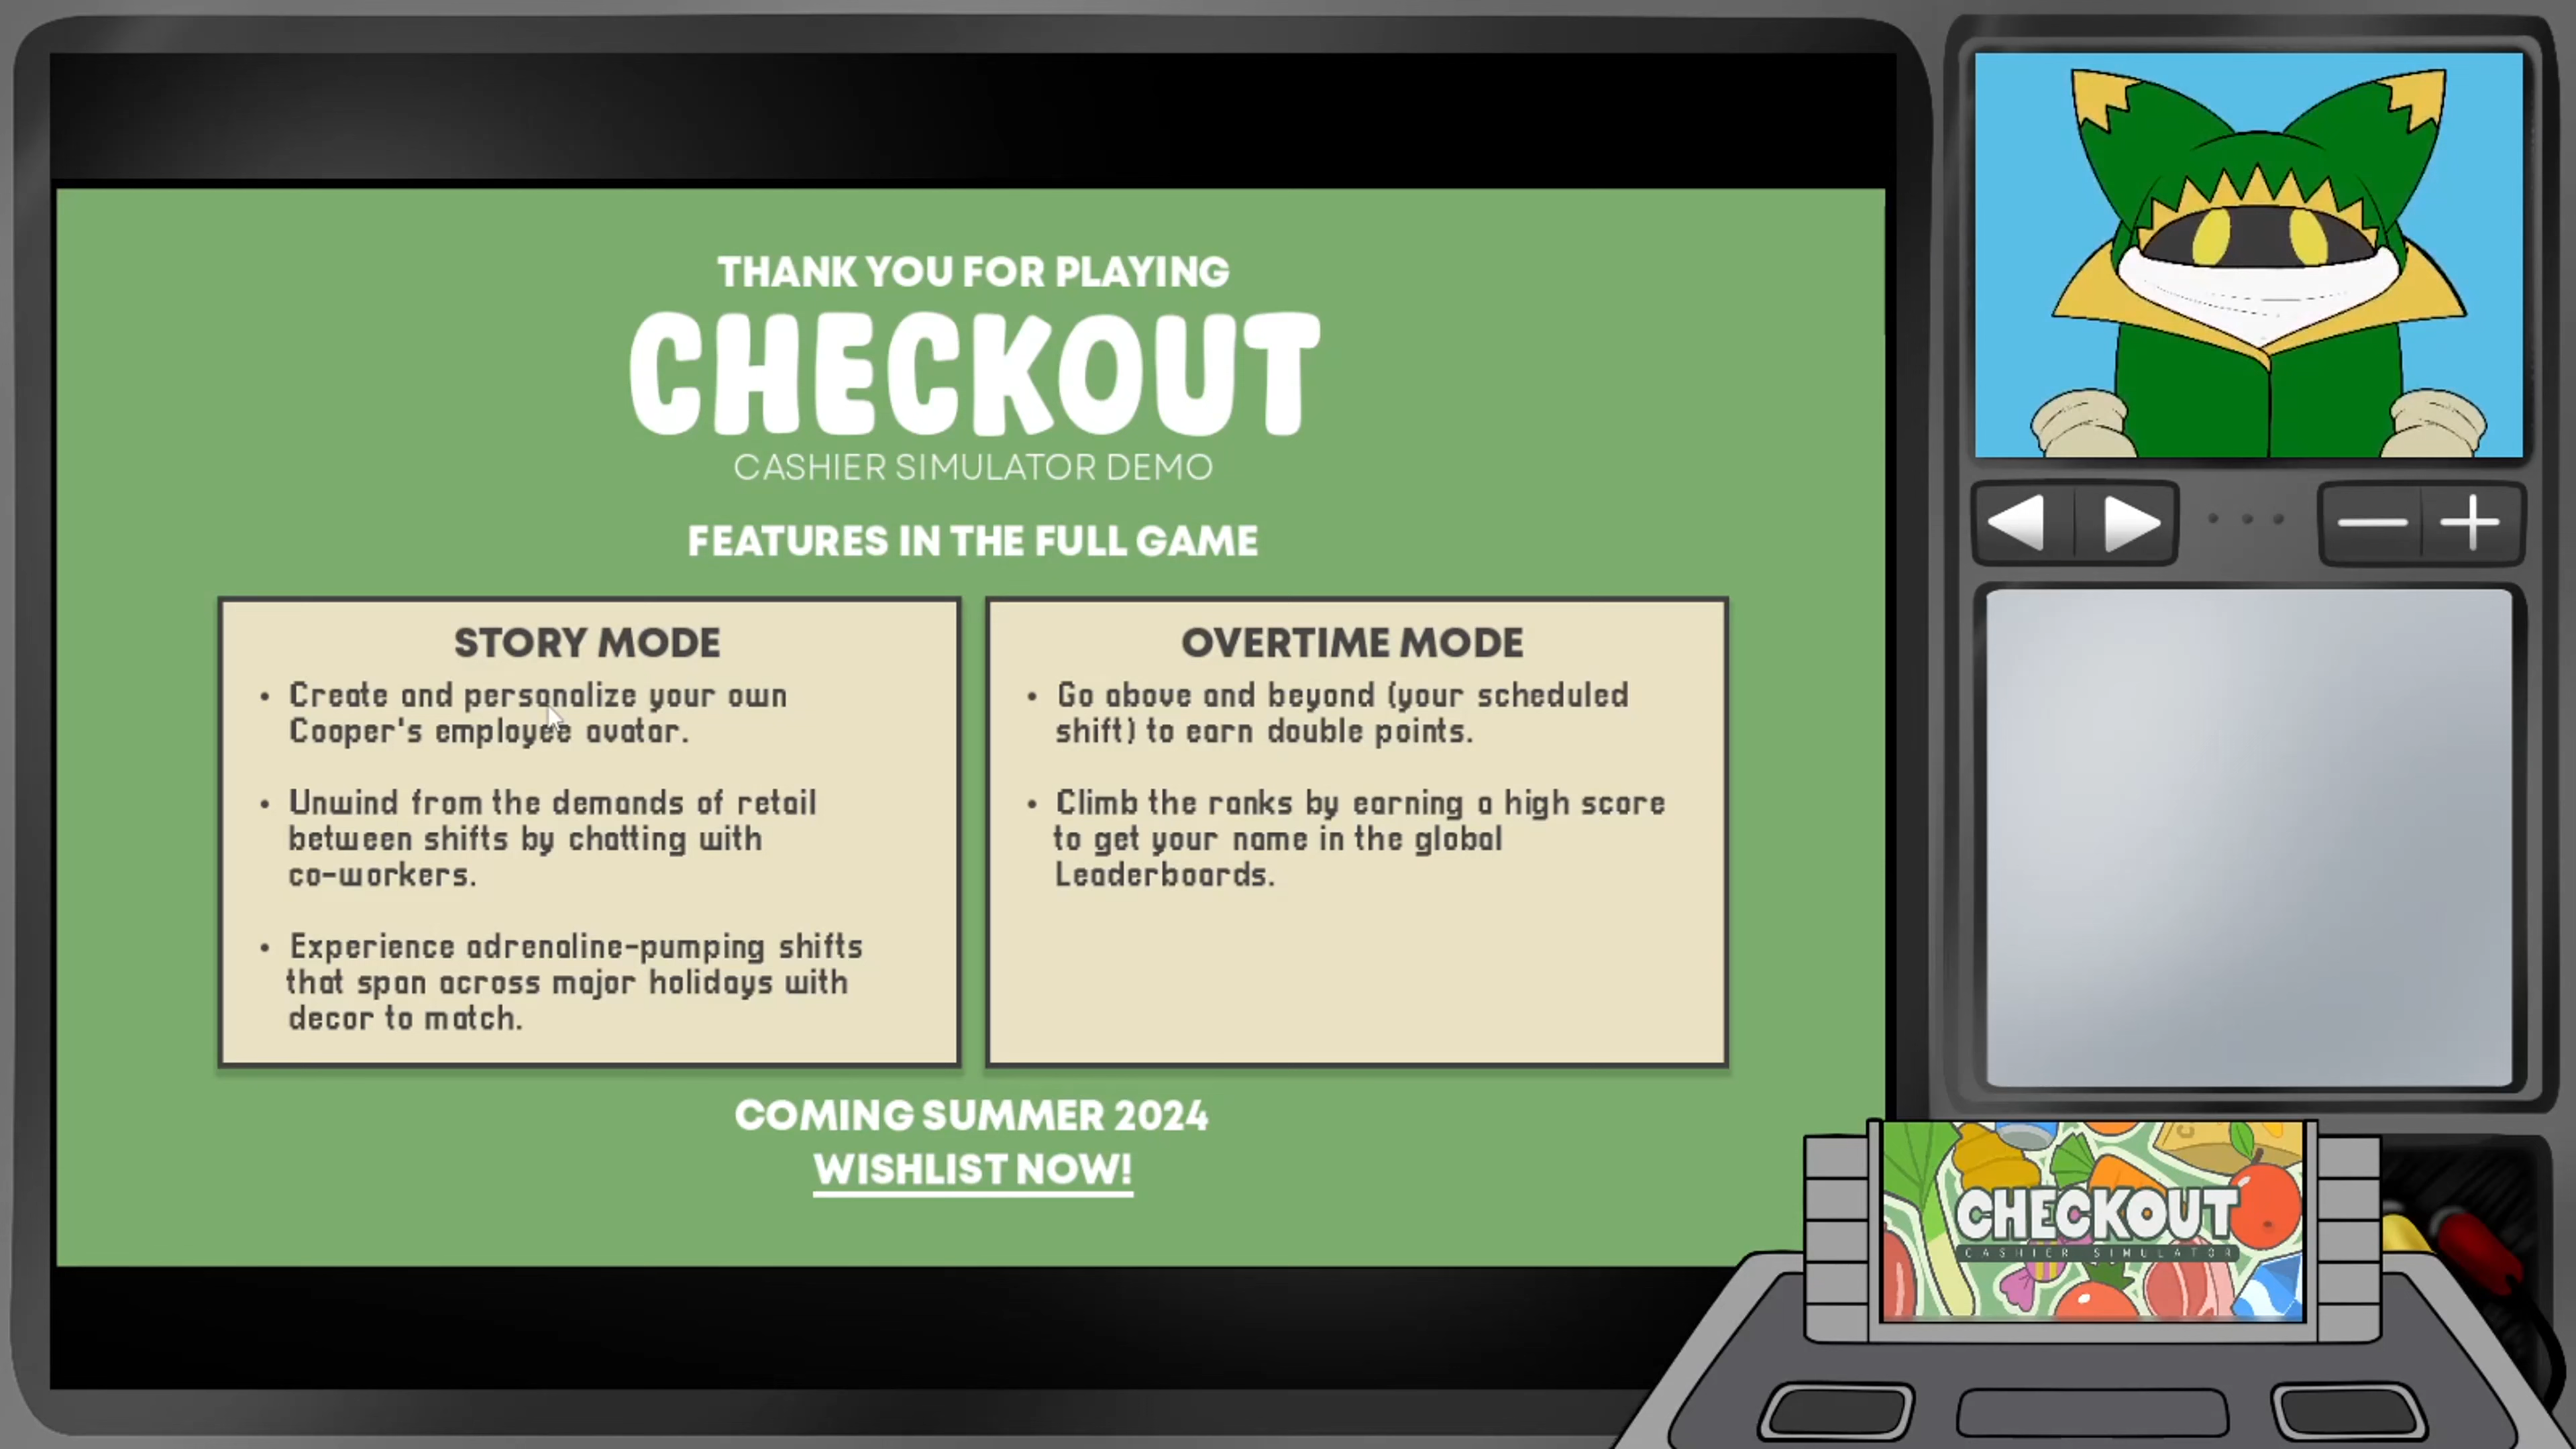 THANK YOU FOR PLAYING
CHECKOUT
CASHIER SIMULATOR DEMO
FEATURES IN THE FULL GAME
STORY MODE
• Create and personalize your own
Cooper's employee avatar.
• Unwind from the demands of retail
between shifts by chatting with
co-workers.
• Experience adrenaline-pumping shifts
that span across major holidays with
decor to match.
OVERTIME MODE
• Go above and beyond (your scheduled
shift) to earn double points.
• Climb the ranks by earning a high score
to get your name in the global
Leaderboards.
COMING SUMMER 2024
WISHLIST NOW!
CHECKOUT
CASHIER SIMULATOR